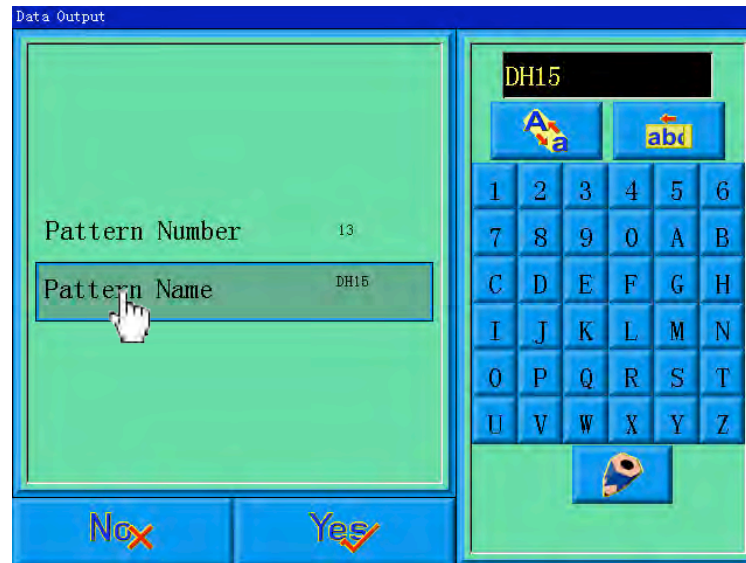 Data Output
Pattern Number 13
Pattern Name DH15
No
Yes
DH15
A a
abc
1 2 3 4 5 6
7 8 9 0 A B
C D E F G H
I J K L M N
O P Q R S T
U V W X Y Z